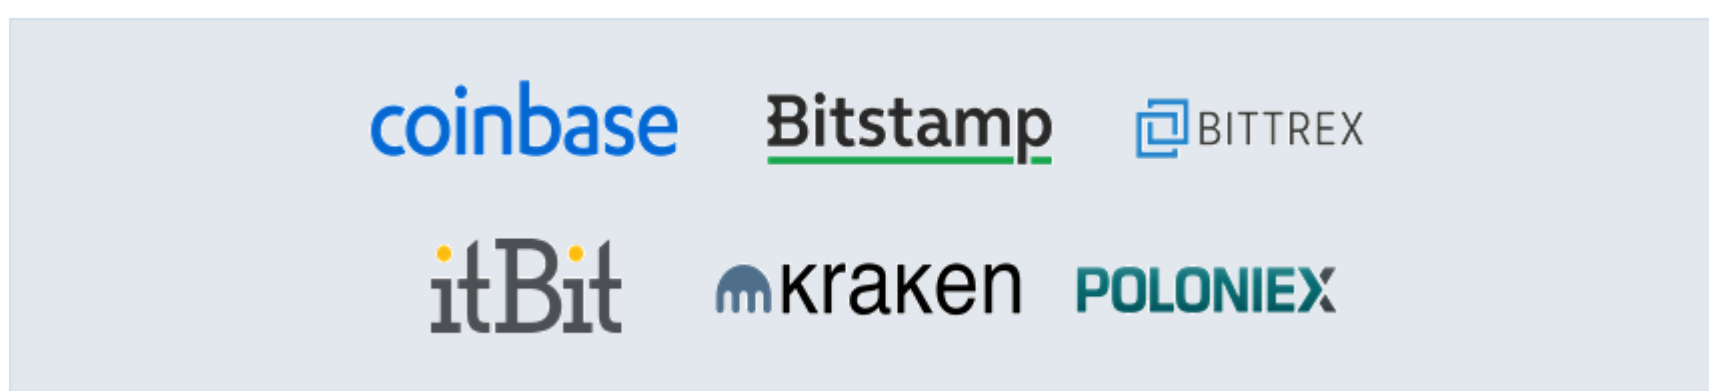 coinbase Bitstamp BITTREX
itBit kraken POLONIEX